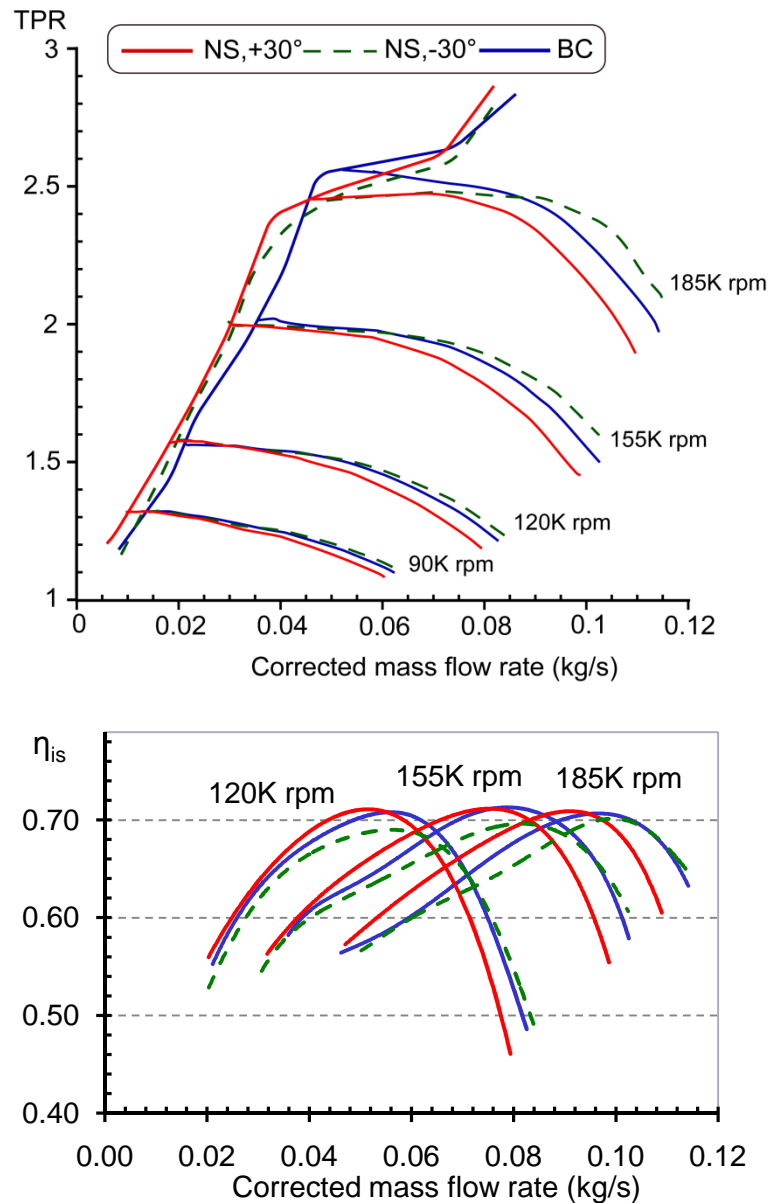 TPR
NS,+30° NS,-30° BC
3
2.5
2
1.5
1
185K rpm
155K rpm
120K rpm
90K rpm
0 0.02 0.04 0.06 0.08 0.10 0.12
Corrected mass flow rate (kg/s)
ηis
120K rpm 155K rpm 185K rpm
0.70
0.60
0.50
0.40
0.00 0.02 0.04 0.06 0.08 0.10 0.12
Corrected mass flow rate (kg/s)